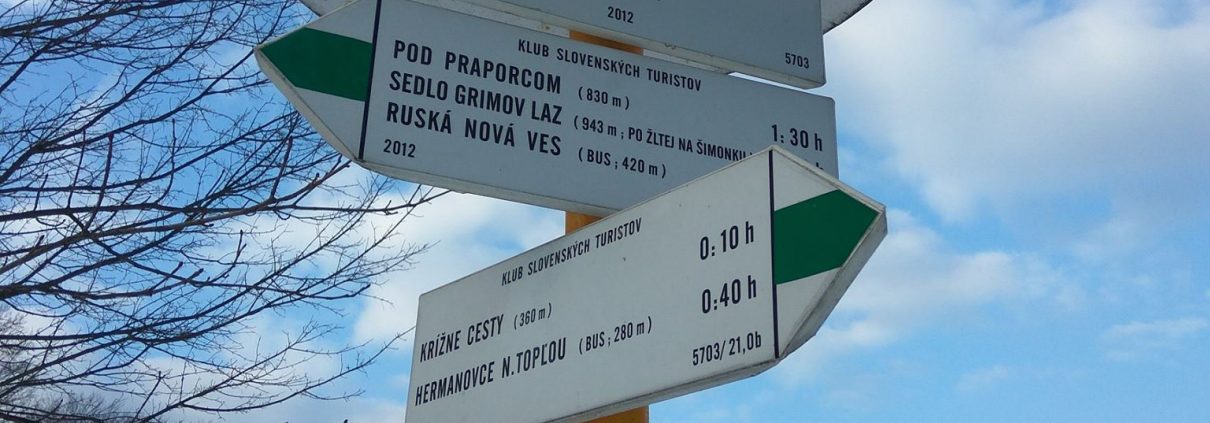 2012
5703
KLUB SLOVENSKÝCH TURISTOV
POD PRAPORCOM (830 m) 1:30 h
SEDLO GRIMOV LAZ (943 m ; PO ŽLTEJ NA ŠIMONKU h
RUSKÁ NOVÁ VES (BUS ; 420 m)
2012
KLUB SLOVENSKÝCH TURISTOV
KRÍŽNE CESTY (360 m) 0:10 h
HERMANOVCE N.TOPĽOU (BUS ; 280 m) 0:40 h
5703/21,0b